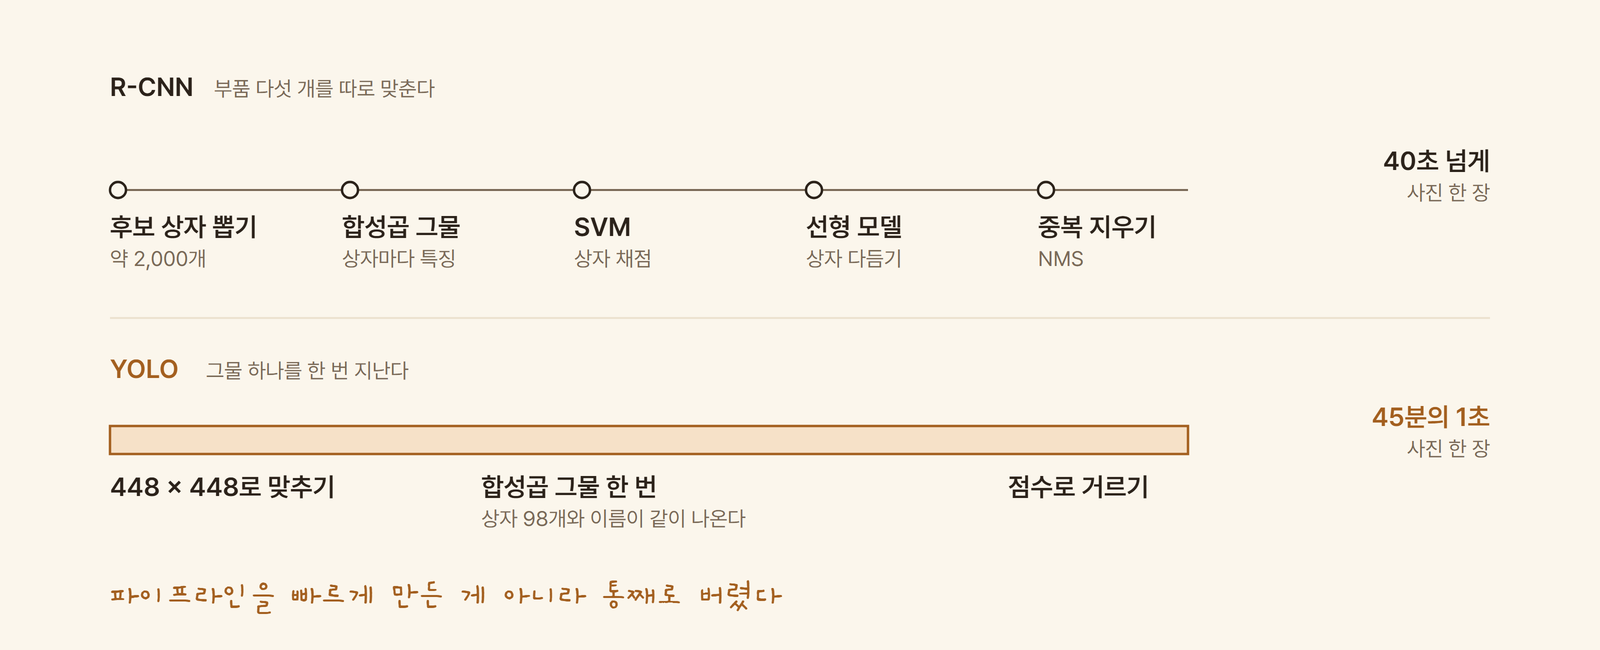 R-CNN 부품 다섯 개를 따로 맞춘다
40초 넘게
사진 한 장
후보 상자 뽑기
약 2,000개
합성곱 그물
상자마다 특징
SVM
상자 채점
선형 모델
상자 다듬기
중복 지우기
NMS
YOLO 그물 하나를 한 번 지난다
45분의 1초
사진 한 장
448 × 448로 맞추기
합성곱 그물 한 번
상자 98개와 이름이 같이 나온다
점수로 거르기
파이프라인을 빠르게 만든 게 아니라 통째로 버렸다